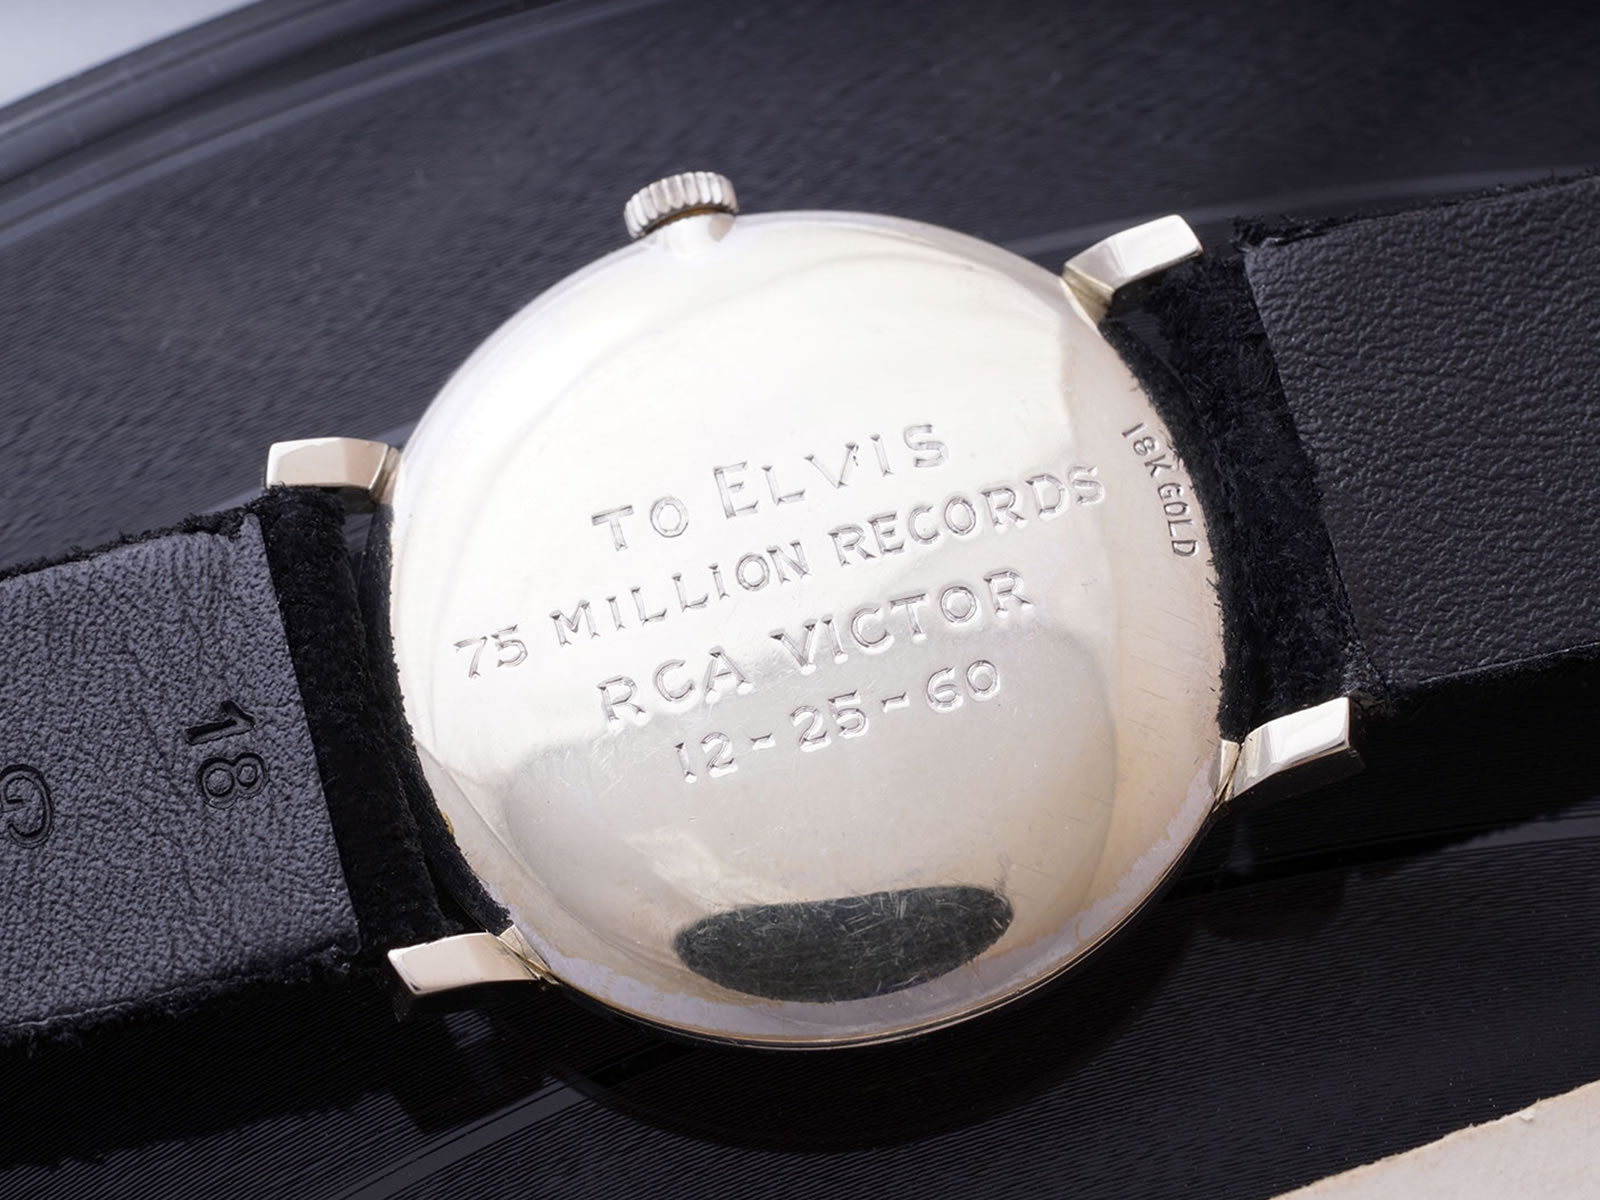 TO ELVIS
75 MILLION RECORDS
RCA VICTOR
12-25-60
18K GOLD
18
G